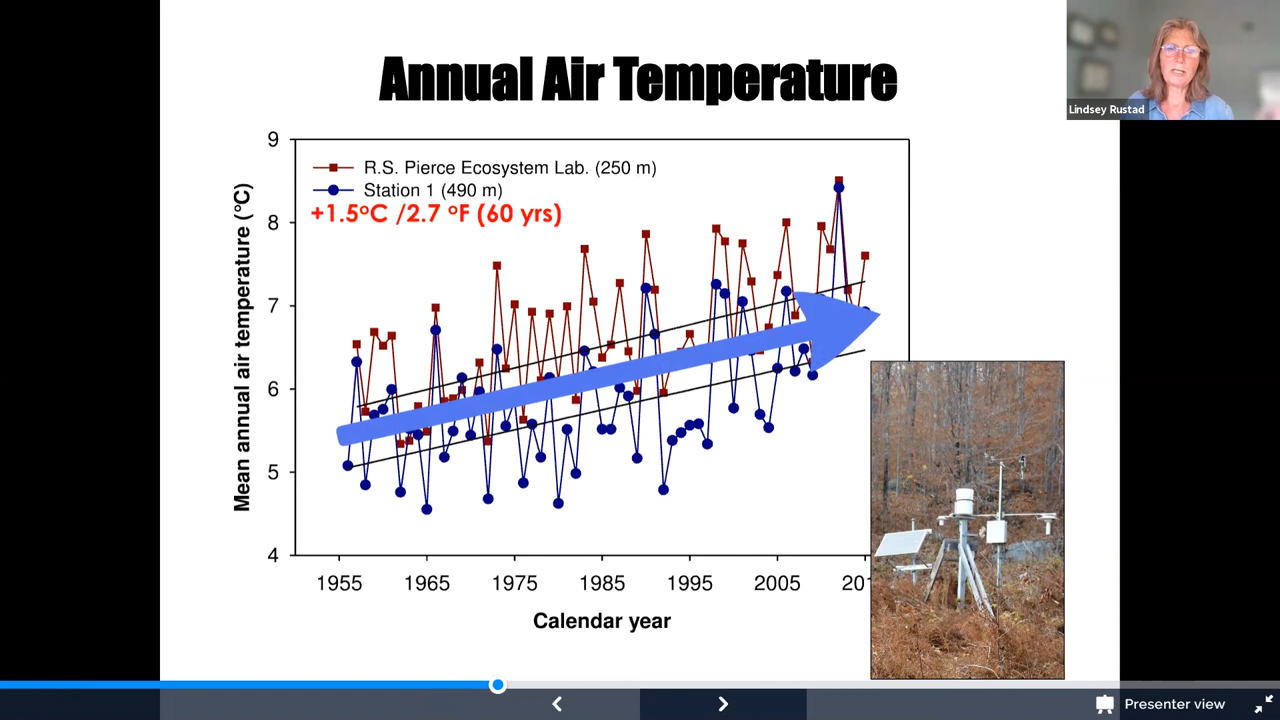 Annual Air Temperature
Lindsey Rustad
9
8
7
6
5
4
Mean annual air temperature (°C)
R.S. Pierce Ecosystem Lab. (250 m)
Station 1 (490 m)
+1.5°C /2.7 °F (60 yrs)
1955 1965 1975 1985 1995 2005 201
Calendar year
Presenter view